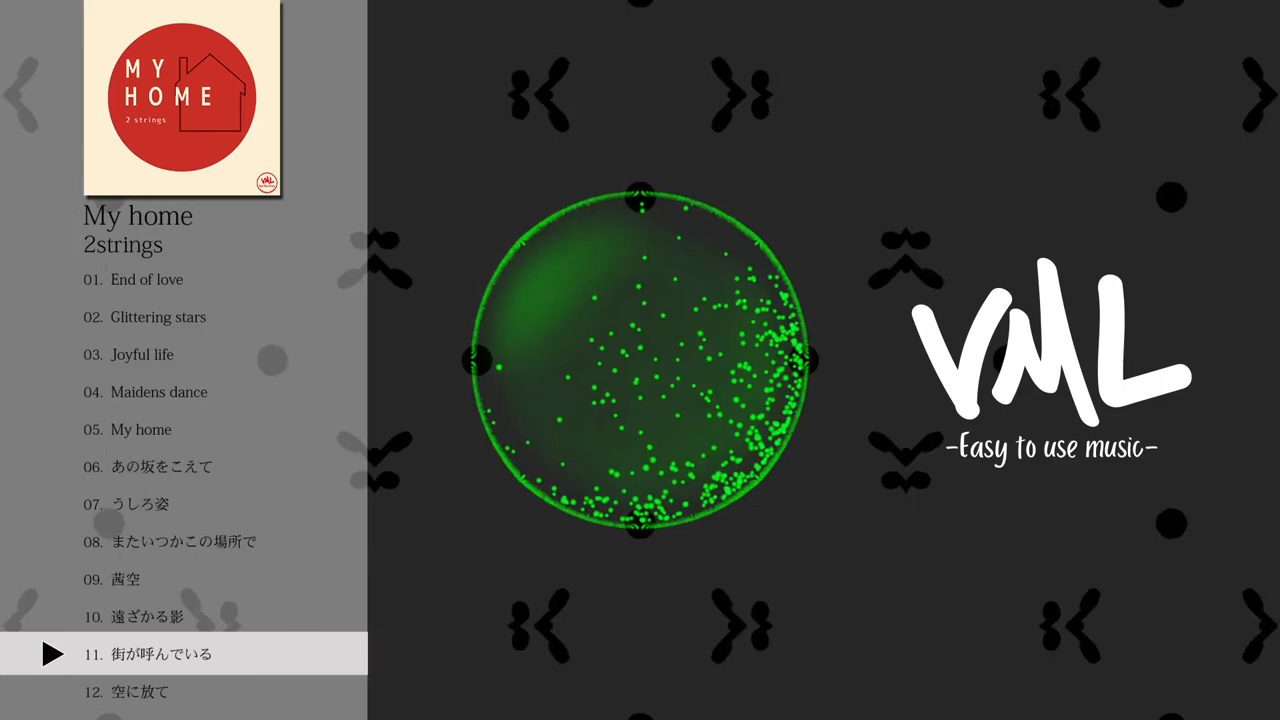 MY
HOME
2 strings
VML
My home
2strings
01. End of love
02. Glittering stars
03. Joyful life
04. Maidens dance
05. My home
06. あの坂をこえて
07. うしろ姿
08. またいつかこの場所で
09. 茜空
10. 遠ざかる影
11. 街が呼んでいる
12. 空に放て
VML
-Easy to use music-